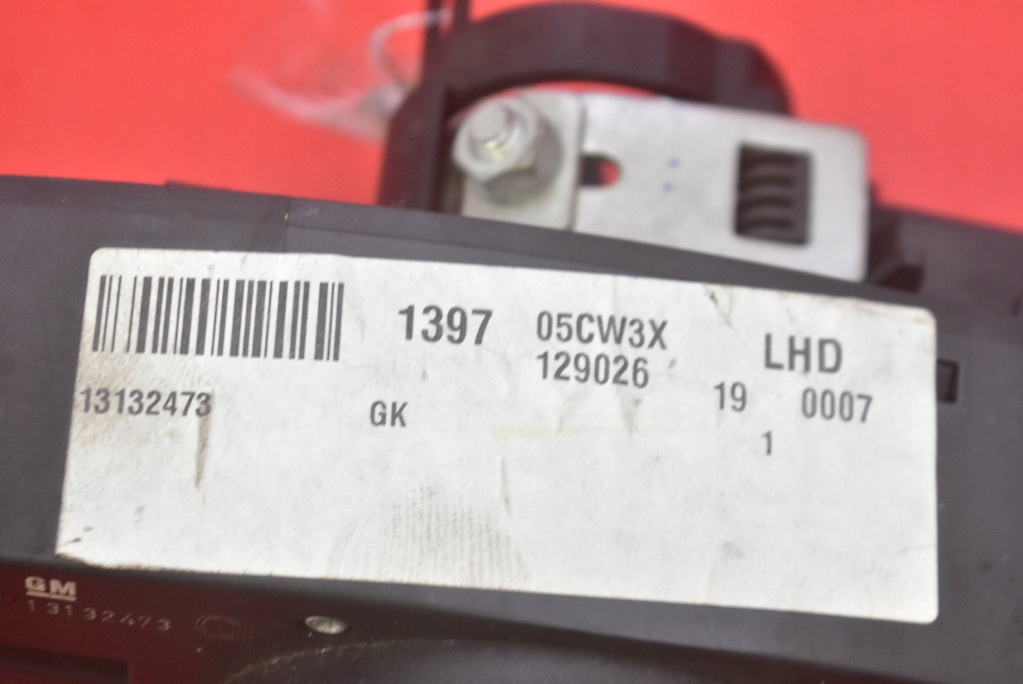 1397 05CW3X LHD
129026
13132473 GK 19 0007
1
GM
13132473